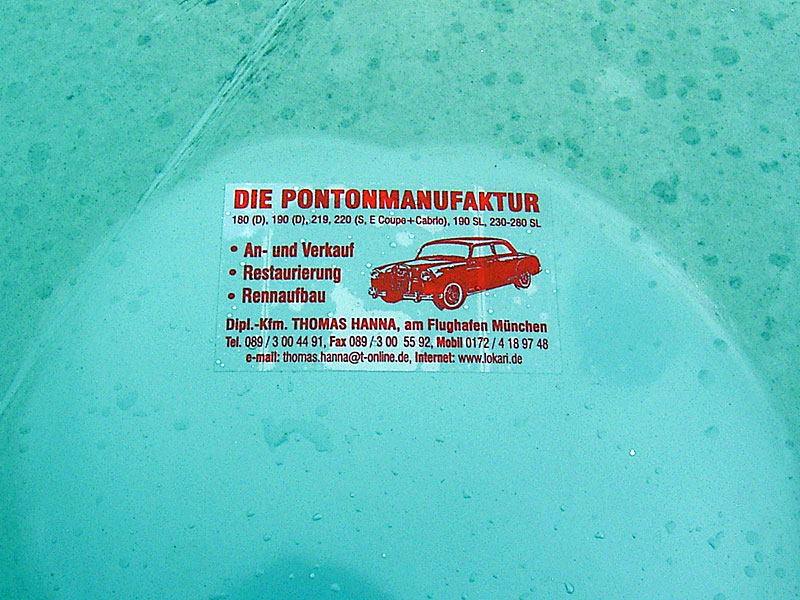 DIE PONTONMANUFAKTUR
180 (D), 190 (D), 219, 220 (S, E Coupe+Cabrio), 190 SL, 230-280 SL
• An- und Verkauf
• Restaurierung
• Rennaufbau
Dipl.-Kfm. THOMAS HANNA, am Flughafen München
Tel. 089 / 3 00 44 91, Fax 089 / 3 00 55 92, Mobil 0172 / 4 18 97 48
e-mail: thomas.hanna@t-online.de, Internet: www.lokari.de